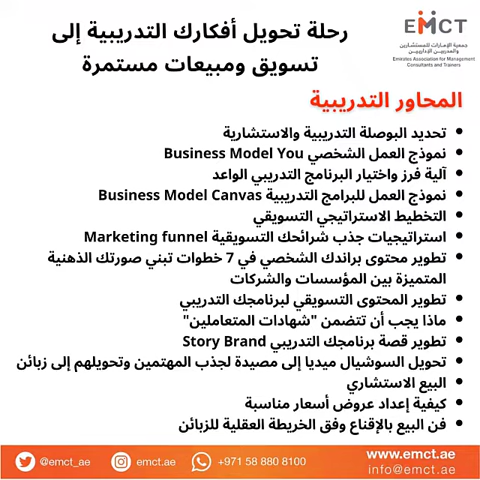 رحلة تحويل أفكارك التدريبية إلى
تسويق ومبيعات مستمرة
EMCT
جمعية الإمارات للمستشارين
والمدربين الإداريين
Emirates Association for Management
Consultants and Trainers
المحاور التدريبية
• تحديد البوصلة التدريبية والاستشارية
• نموذج العمل الشخصي Business Model You
• آلية فرز واختيار البرنامج التدريبي الواعد
• نموذج العمل للبرامج التدريبية Business Model Canvas
• التخطيط الاستراتيجي التسويقي
• استراتيجيات جذب شرائحك التسويقية Marketing funnel
• تطوير محتوى براندك الشخصي في 7 خطوات تبني صورتك الذهنية
المتميزة بين المؤسسات والشركات
• تطوير المحتوى التسويقي لبرنامجك التدريبي
• ماذا يجب أن تتضمن "شهادات المتعاملين"
• تطوير قصة برنامجك التدريبي Story Brand
• تحويل السوشيال ميديا إلى مصيدة لجذب المهتمين وتحويلهم إلى زبائن
• البيع الاستشاري
• كيفية إعداد عروض أسعار مناسبة
• فن البيع بالإقناع وفق الخريطة العقلية للزبائن
@emct_ae emct.ae +971 58 880 8100 www.emct.ae
info@emct.ae